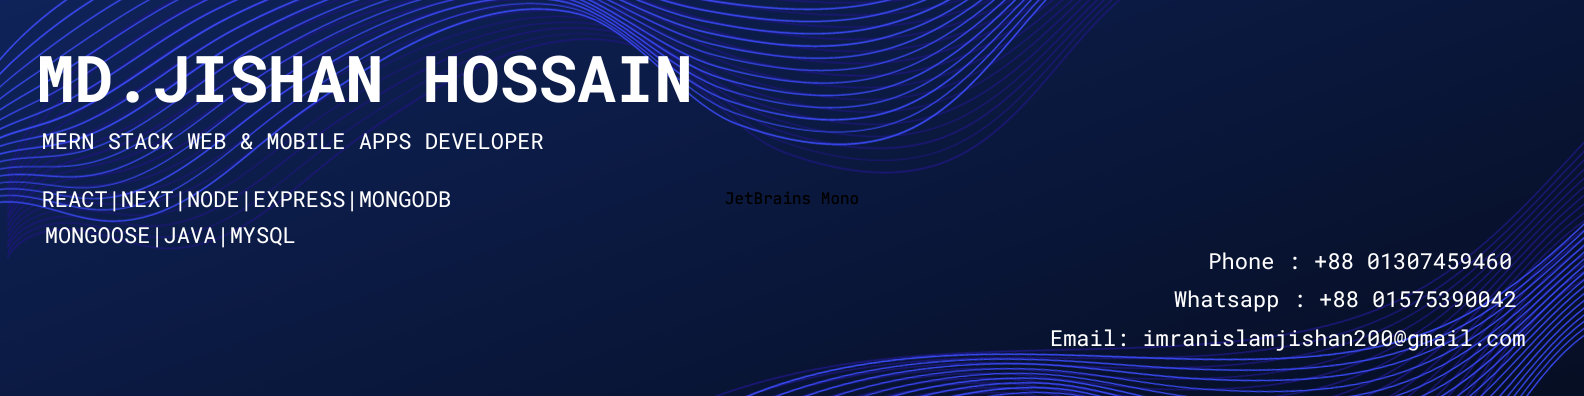 MD.JISHAN HOSSAIN
MERN STACK WEB & MOBILE APPS DEVELOPER
REACT|NEXT|NODE|EXPRESS|MONGODB
MONGOOSE|JAVA|MYSQL
JetBrains Mono
Phone : +88 01307459460
Whatsapp : +88 01575390042
Email: imranislamjishan200@gmail.com